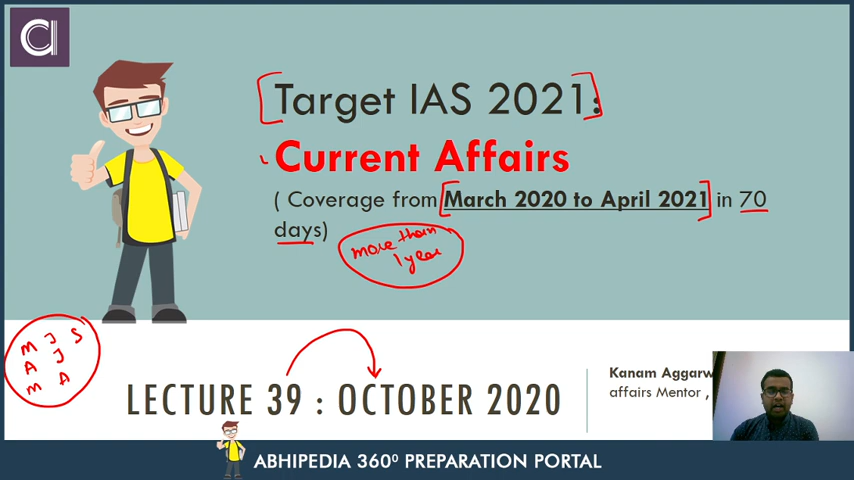 Target IAS 2021:
Current Affairs
( Coverage from March 2020 to April 2021 in 70
days)
more than
1 year
M J S
A J
M A
LECTURE 39 : OCTOBER 2020
Kanam Aggarw
affairs Mentor ,
ABHIPEDIA 360⁰ PREPARATION PORTAL